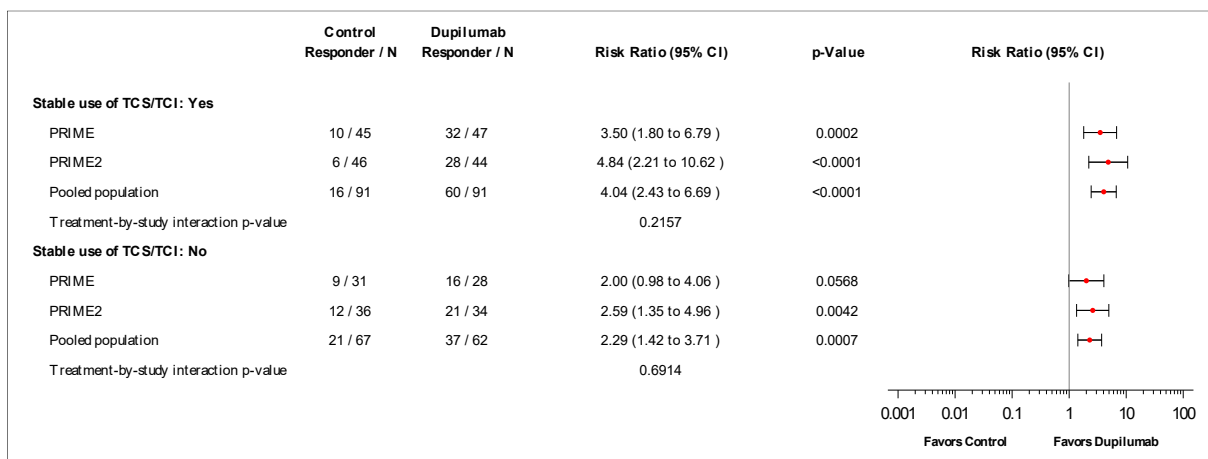 Control Dupilumab
Responder / N Responder / N Risk Ratio (95% CI) p-Value Risk Ratio (95% CI)
Stable use of TCS/TCI: Yes
PRIME 10 / 45 32 / 47 3.50 (1.80 to 6.79 ) 0.0002
PRIME2 6 / 46 28 / 44 4.84 (2.21 to 10.62 ) <0.0001
Pooled population 16 / 91 60 / 91 4.04 (2.43 to 6.69 ) <0.0001
Treatment-by-study interaction p-value 0.2157
Stable use of TCS/TCI: No
PRIME 9 / 31 16 / 28 2.00 (0.98 to 4.06 ) 0.0568
PRIME2 12 / 36 21 / 34 2.59 (1.35 to 4.96 ) 0.0042
Pooled population 21 / 67 37 / 62 2.29 (1.42 to 3.71 ) 0.0007
Treatment-by-study interaction p-value 0.6914
0.001 0.01 0.1 1 10 100
Favors Control Favors Dupilumab